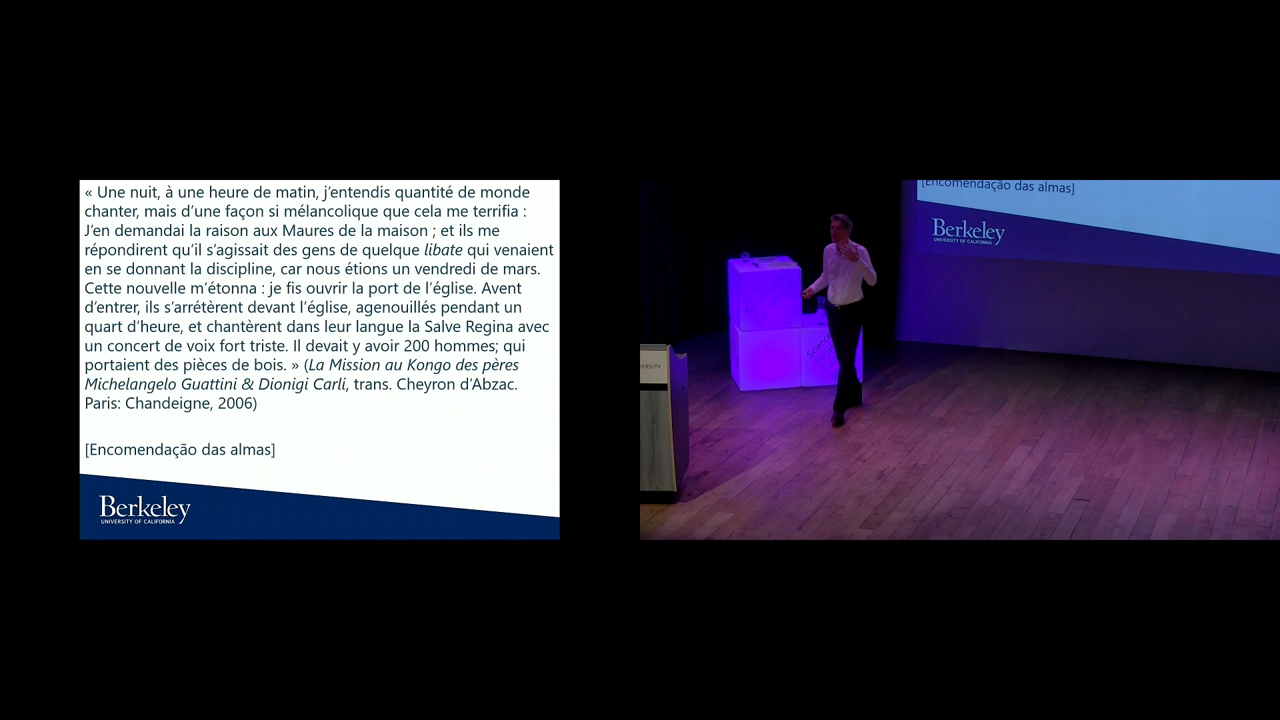 « Une nuit, à une heure de matin, j’entendis quantité de monde
chanter, mais d’une façon si mélancolique que cela me terrifia :
J’en demandai la raison aux Maures de la maison ; et ils me
répondirent qu’il s’agissait des gens de quelque libate qui venaient
en se donnant la discipline, car nous étions un vendredi de mars.
Cette nouvelle m’étonna : je fis ouvrir la port de l’église. Avent
d’entrer, ils s’arrétèrent devant l’église, agenouillés pendant un
quart d’heure, et chantèrent dans leur langue la Salve Regina avec
un concert de voix fort triste. Il devait y avoir 200 hommes; qui
portaient des pièces de bois. » (La Mission au Kongo des pères
Michelangelo Guattini & Dionigi Carli, trans. Cheyron d’Abzac.
Paris: Chandeigne, 2006)
[Encomendação das almas]
Berkeley
UNIVERSITY OF CALIFORNIA
[Encomendação das almas]
Berkeley
UNIVERSITY OF CALIFORNIA